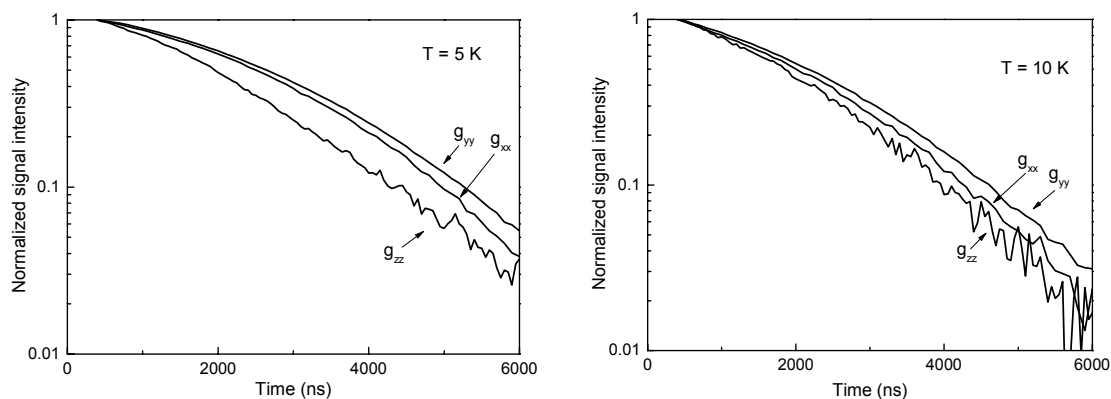 Normalized signal intensity
1
0.1
0.01
T = 5 K
g_yy
g_xx
g_zz
0
2000
4000
6000
Time (ns)
Normalized signal intensity
1
0.1
0.01
T = 10 K
g_xx
g_yy
g_zz
0
2000
4000
6000
Time (ns)